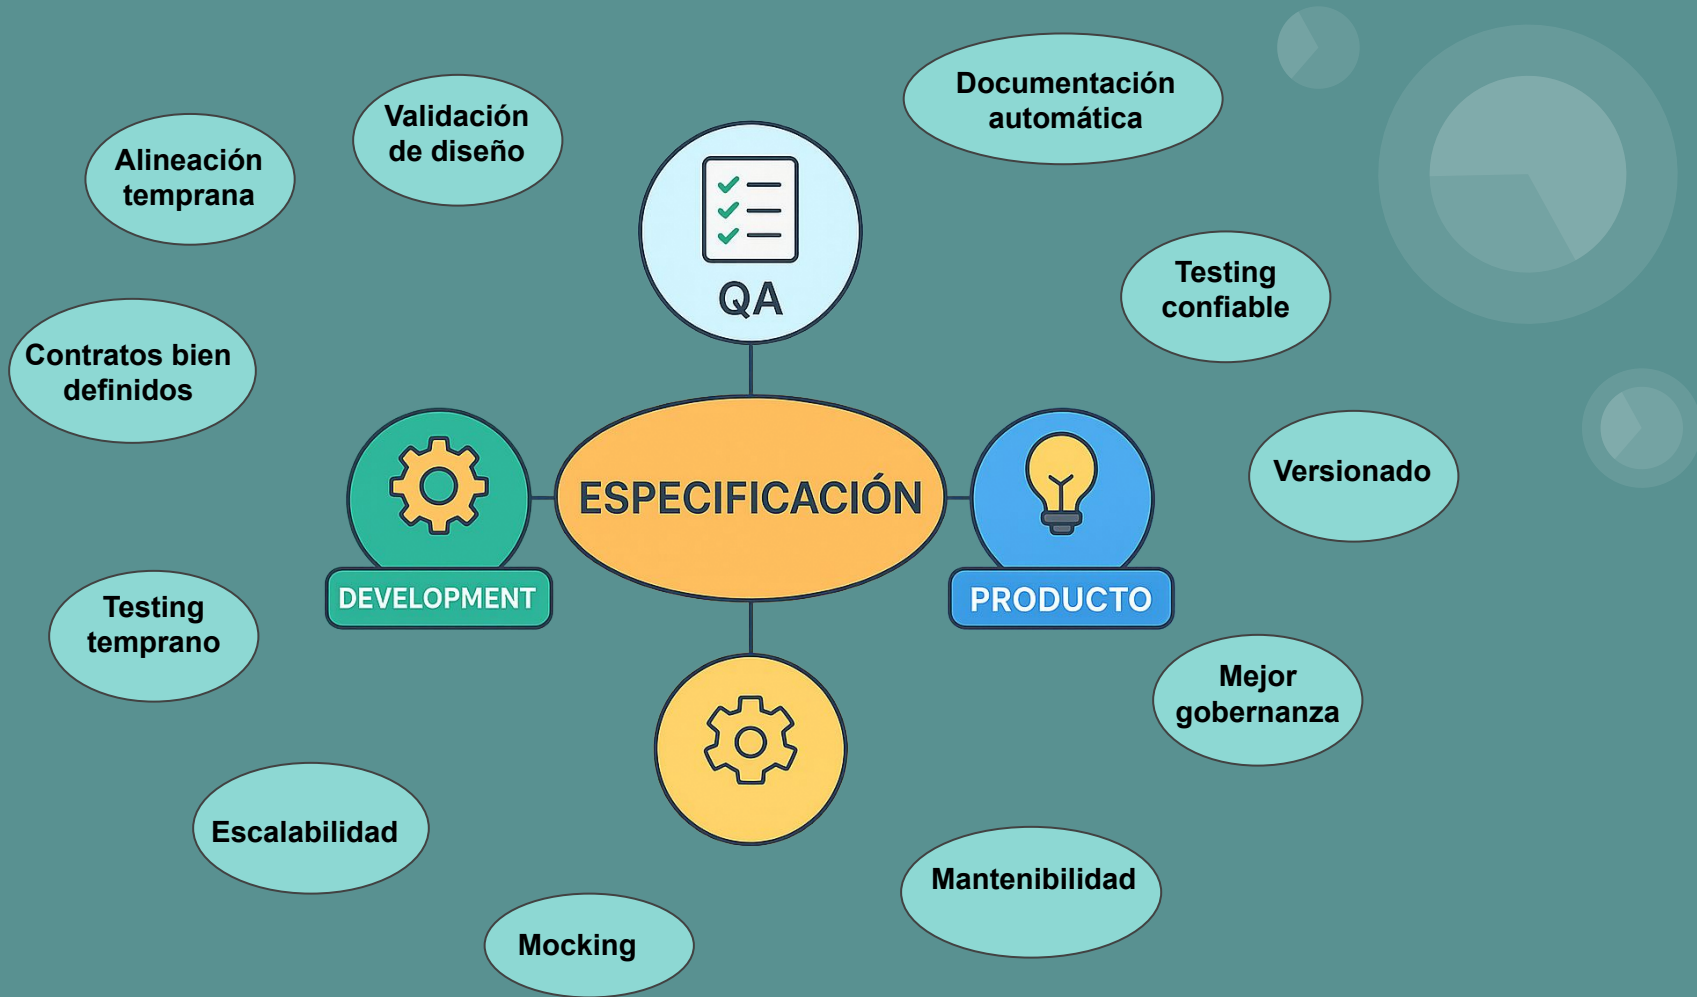 Documentación
automática
Validación
de diseño
Alineación
temprana
QA
Testing
confiable
Contratos bien
definidos
Versionado
ESPECIFICACIÓN
DEVELOPMENT
PRODUCTO
Testing
temprano
Mejor
gobernanza
Escalabilidad
Mantenibilidad
Mocking